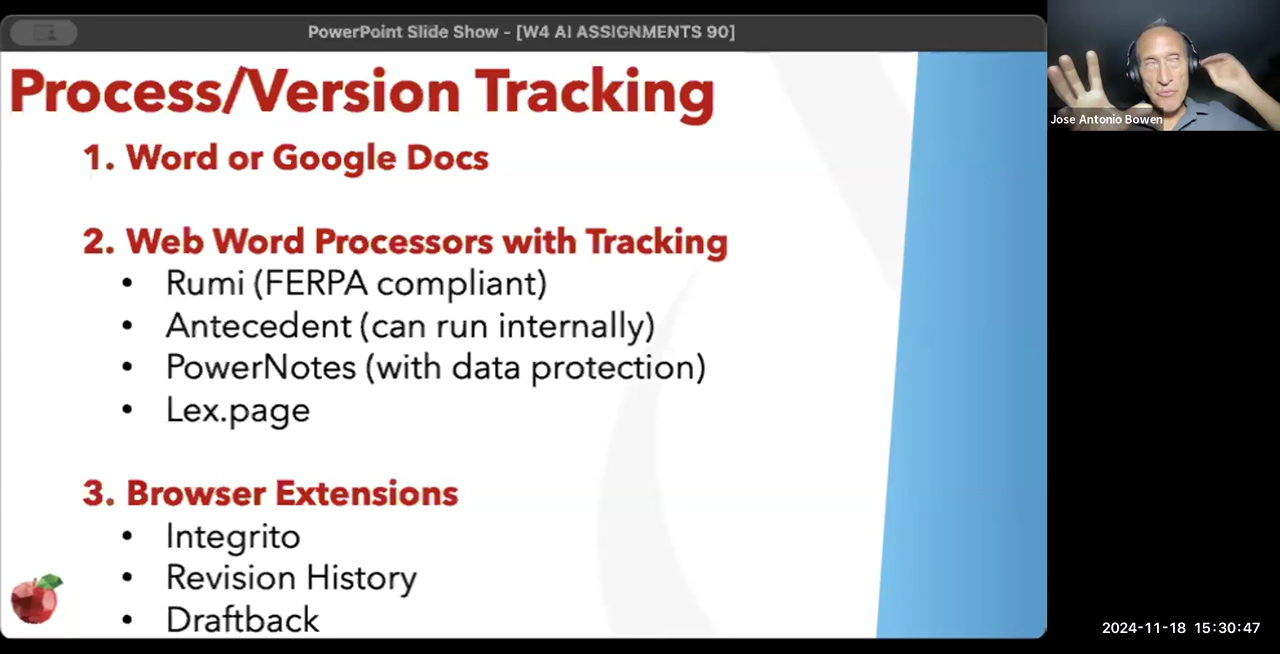 PowerPoint Slide Show - [W4 AI ASSIGNMENTS 90]
Process/Version Tracking
1. Word or Google Docs
2. Web Word Processors with Tracking
• Rumi (FERPA compliant)
• Antecedent (can run internally)
• PowerNotes (with data protection)
• Lex.page
3. Browser Extensions
• Integrito
• Revision History
• Draftback
Jose Antonio Bowen
2024-11-18 15:30:47